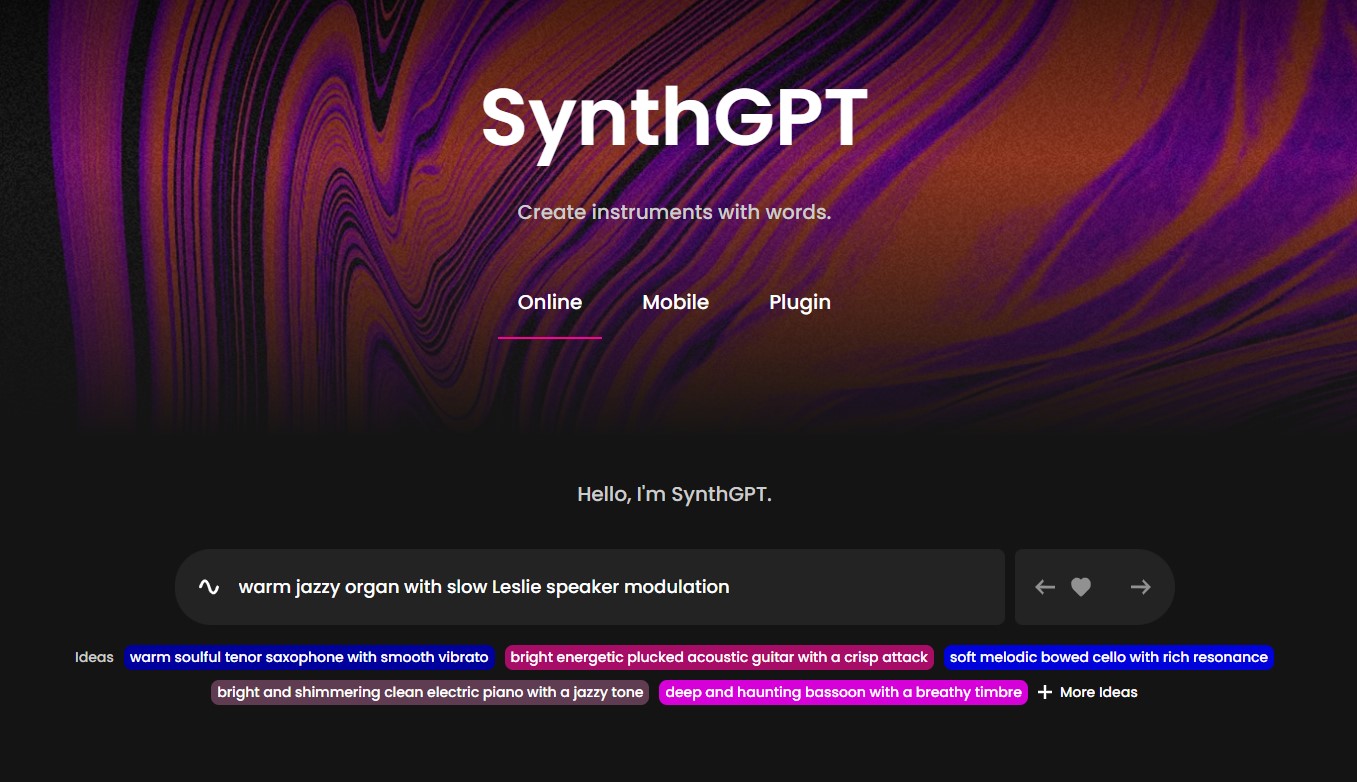 SynthGPT
Create instruments with words.
Online Mobile Plugin
Hello, I'm SynthGPT.
warm jazzy organ with slow Leslie speaker modulation
Ideas warm soulful tenor saxophone with smooth vibrato bright energetic plucked acoustic guitar with a crisp attack soft melodic bowed cello with rich resonance
bright and shimmering clean electric piano with a jazzy tone deep and haunting bassoon with a breathy timbre + More Ideas